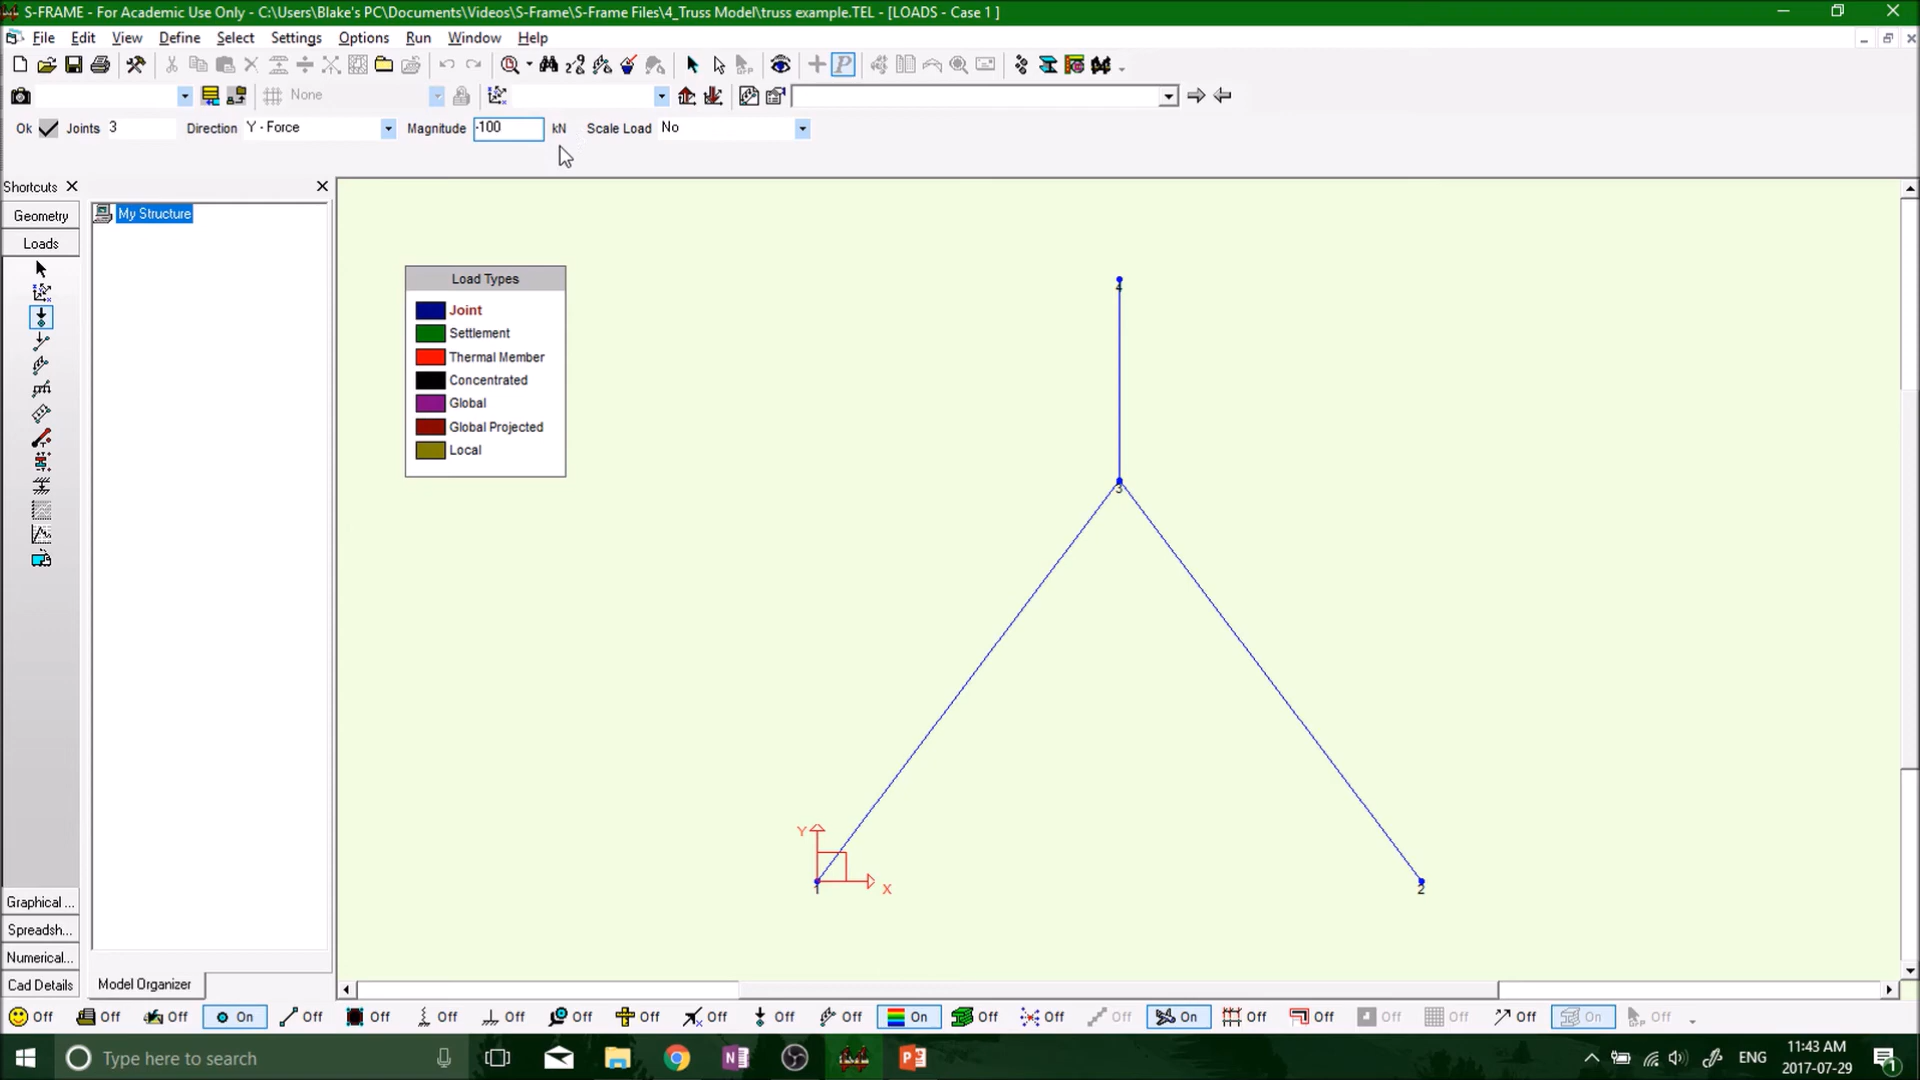 S-FRAME - For Academic Use Only - C:\Users\Blake's PC\Documents\Videos\S-Frame\S-Frame Files\4_Truss Model\truss example.TEL - [LOADS - Case 1 ]
File Edit View Define Select Settings Options Run Window Help
P
None
Ok Joints 3 Direction Y - Force Magnitude -100 kN Scale Load No
Shortcuts
Geometry
Loads
My Structure
Load Types
Joint
Settlement
Thermal Member
Concentrated
Global
Global Projected
Local
4
3
Y
X
1
2
Graphical ...
Spreadsh...
Numerical...
Cad Details
Model Organizer
Off Off Off On Off Off Off Off Off Off Off Off Off On Off Off Off On Off Off Off Off Off On Off
Type here to search
ENG
11:43 AM
2017-07-29
1